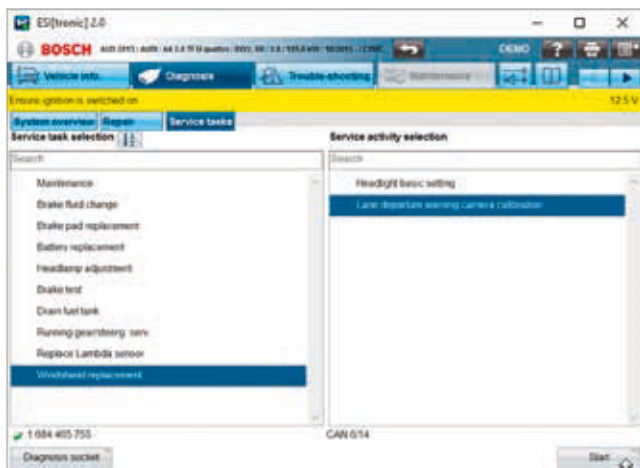 ESI[tronic] 2.0
BOSCH
DEMO
Vehicle info.
Diagnosis
Trouble-shooting
Maintenance
Ensure ignition is switched on
12.5 V
System overview
Repair
Service tasks
Service task selection
Service activity selection
Search
Search
Maintenance
Brake fluid change
Brake pad replacement
Battery replacement
Headlamp adjustment
Brake test
Drain fuel tank
Running gear/steerg. serv.
Replace Lambda sensor
Windshield replacement
Headlight basic setting
Lane departure warning camera calibration
1 684 465 755
CAN 6/14
Diagnosis socket
Start